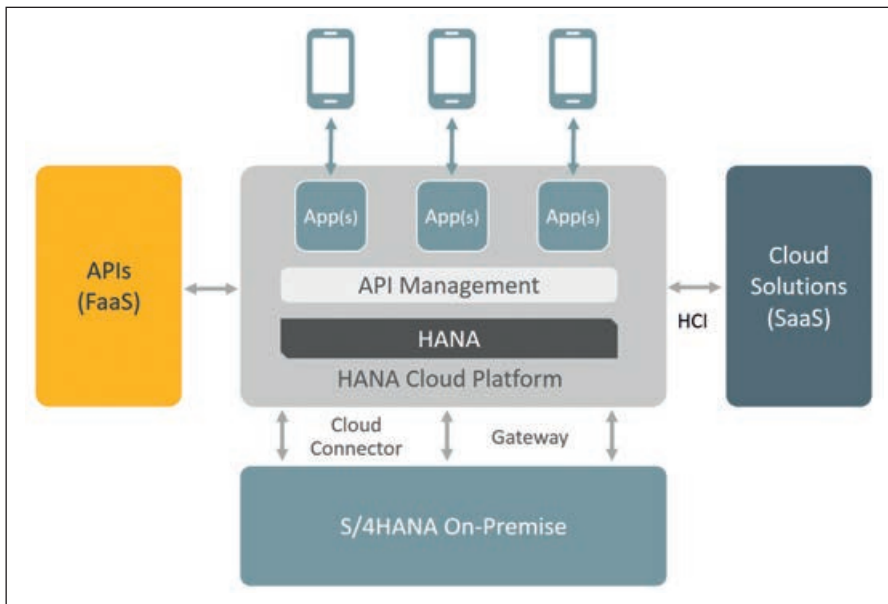 App(s)
App(s)
App(s)
APIs
(FaaS)
API Management
HANA
HANA Cloud Platform
HCI
Cloud
Solutions
(SaaS)
Cloud
Connector
Gateway
S/4HANA On-Premise